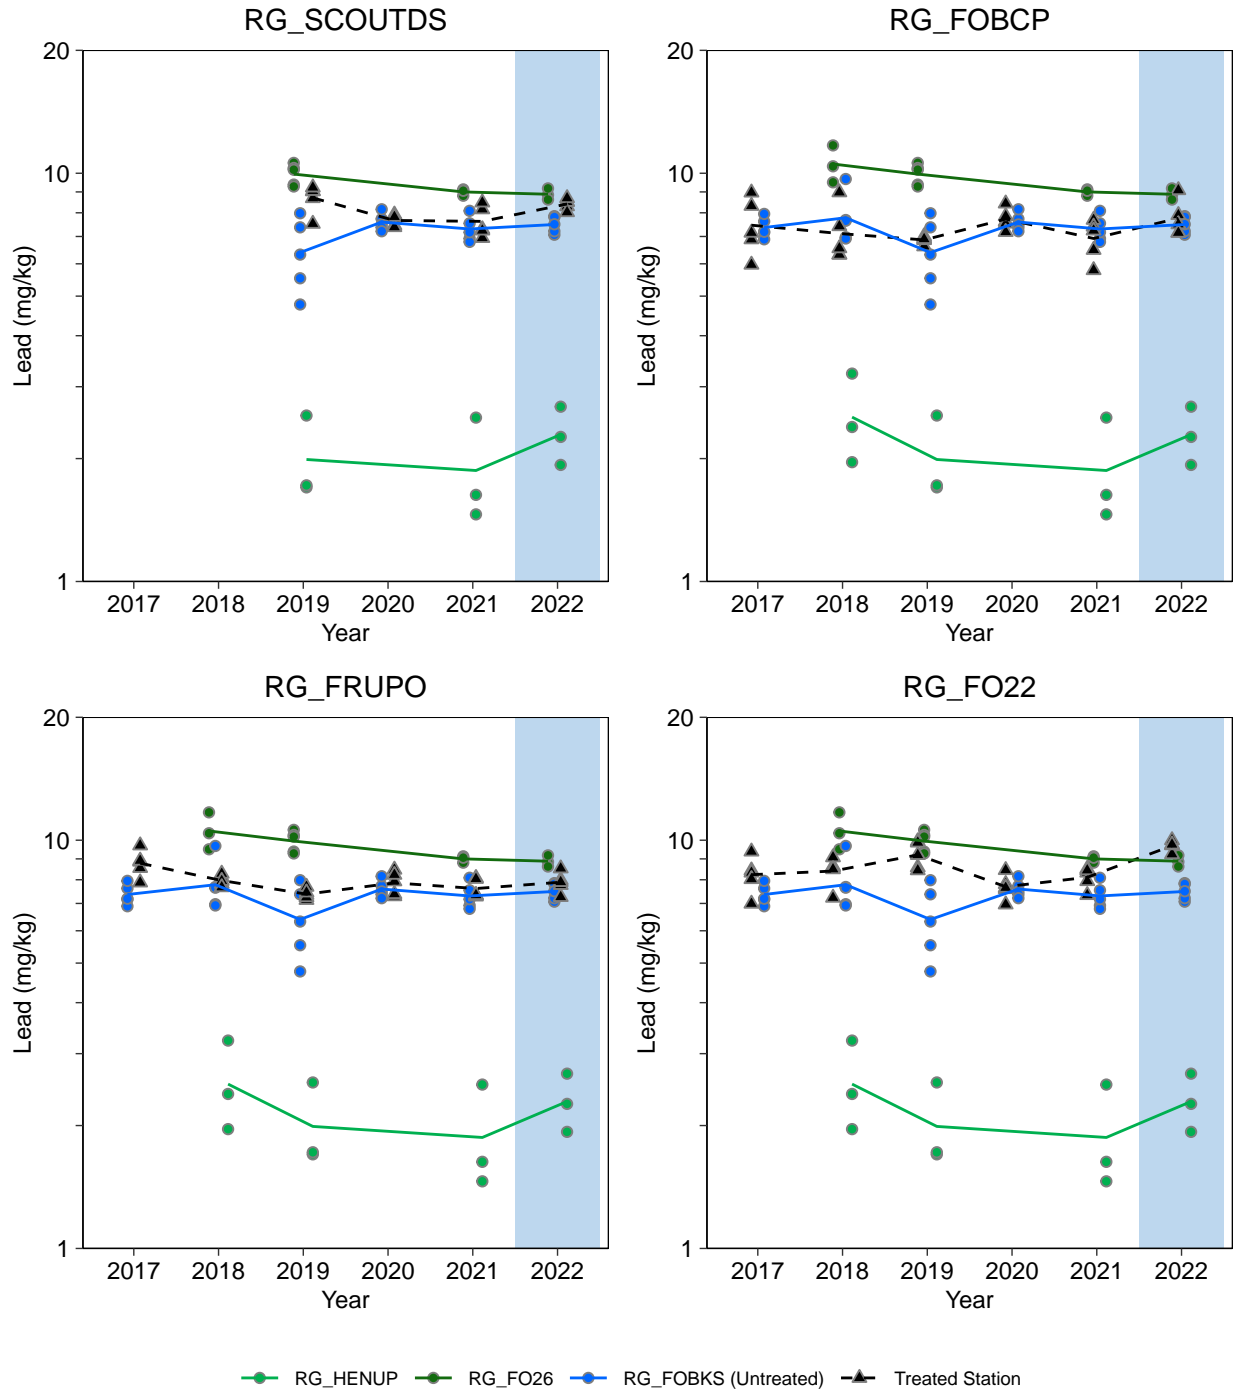 RG_SCOUTDS
20
10
1
Lead (mg/kg)
2017 2018 2019 2020 2021 2022
Year
RG_FOBCP
20
10
1
Lead (mg/kg)
2017 2018 2019 2020 2021 2022
Year
RG_FRUPO
20
10
1
Lead (mg/kg)
2017 2018 2019 2020 2021 2022
Year
RG_FO22
20
10
1
Lead (mg/kg)
2017 2018 2019 2020 2021 2022
Year
RG_HENUP RG_FO26 RG_FOBKS (Untreated) Treated Station